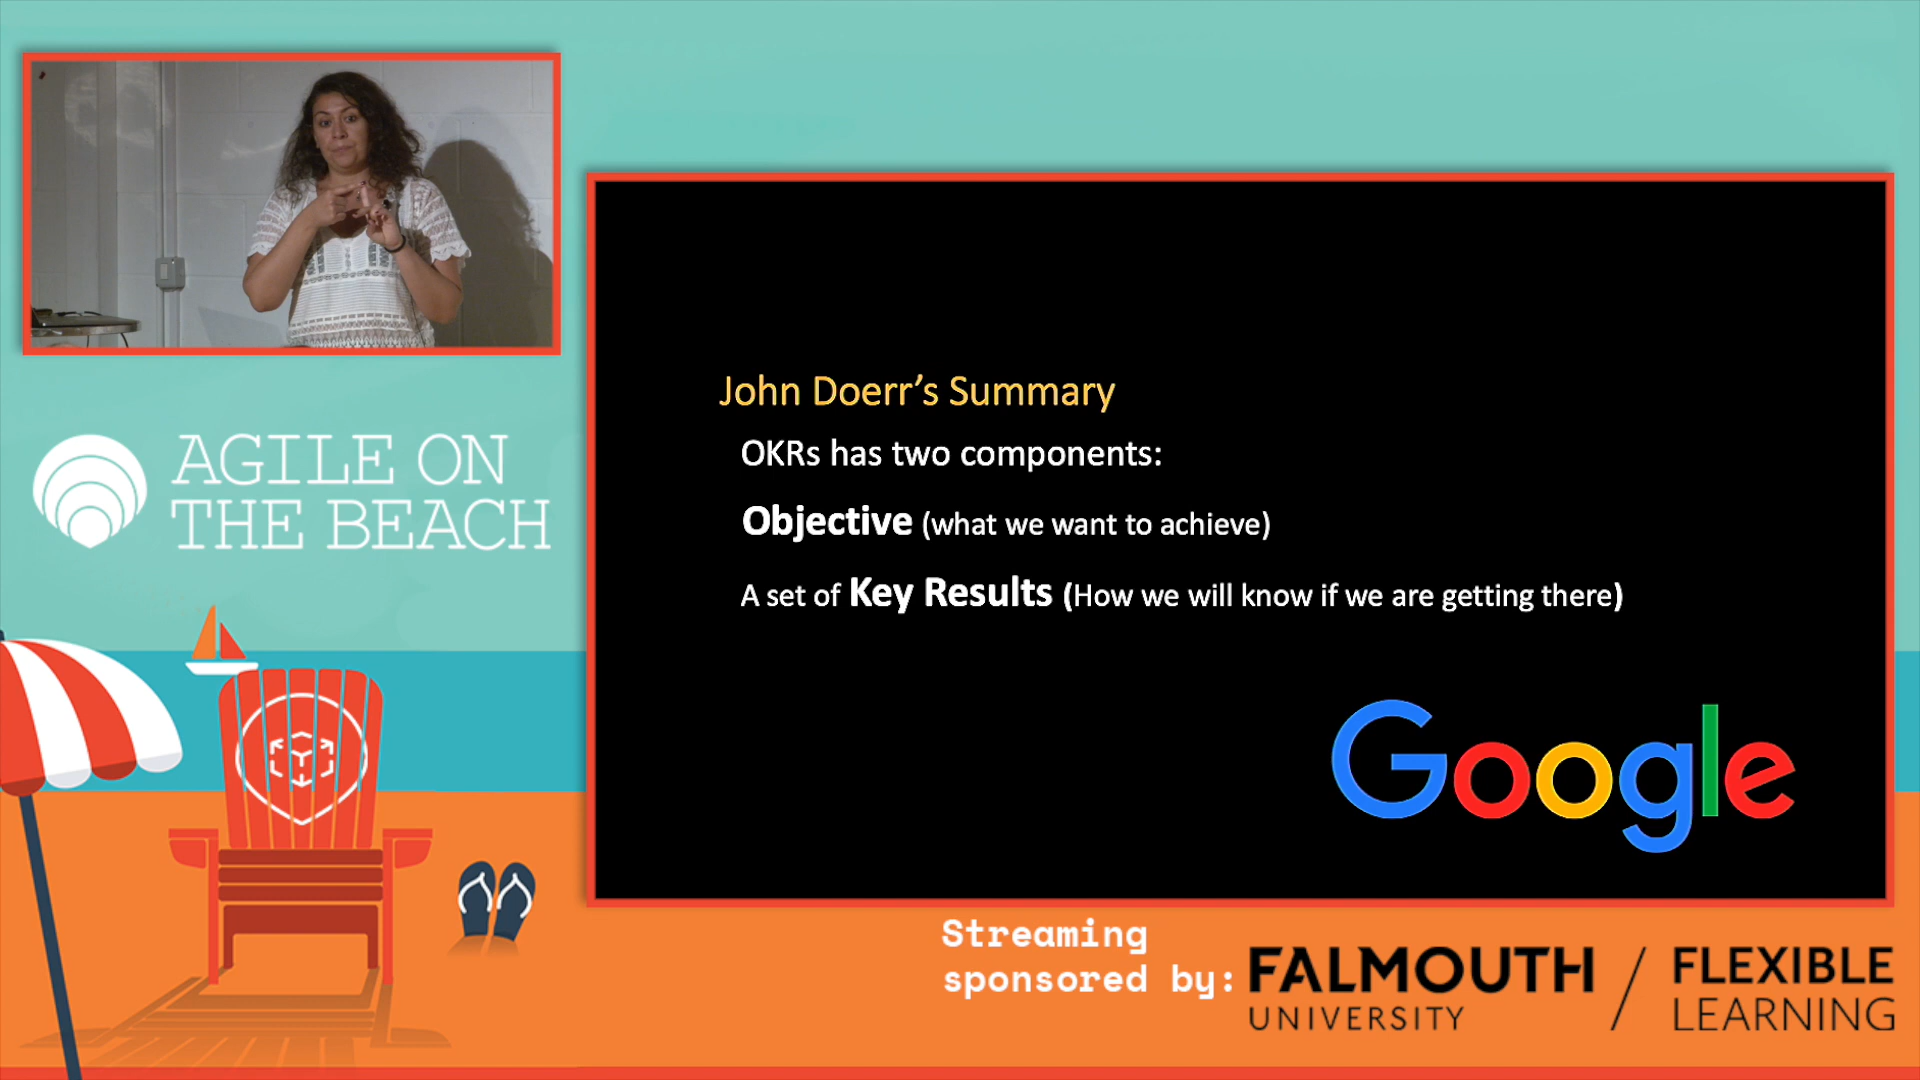 AGILE ON
THE BEACH
John Doerr’s Summary
OKRs has two components:
Objective (what we want to achieve)
A set of Key Results (How we will know if we are getting there)
Google
Streaming
sponsored by:
FALMOUTH
UNIVERSITY
FLEXIBLE
LEARNING